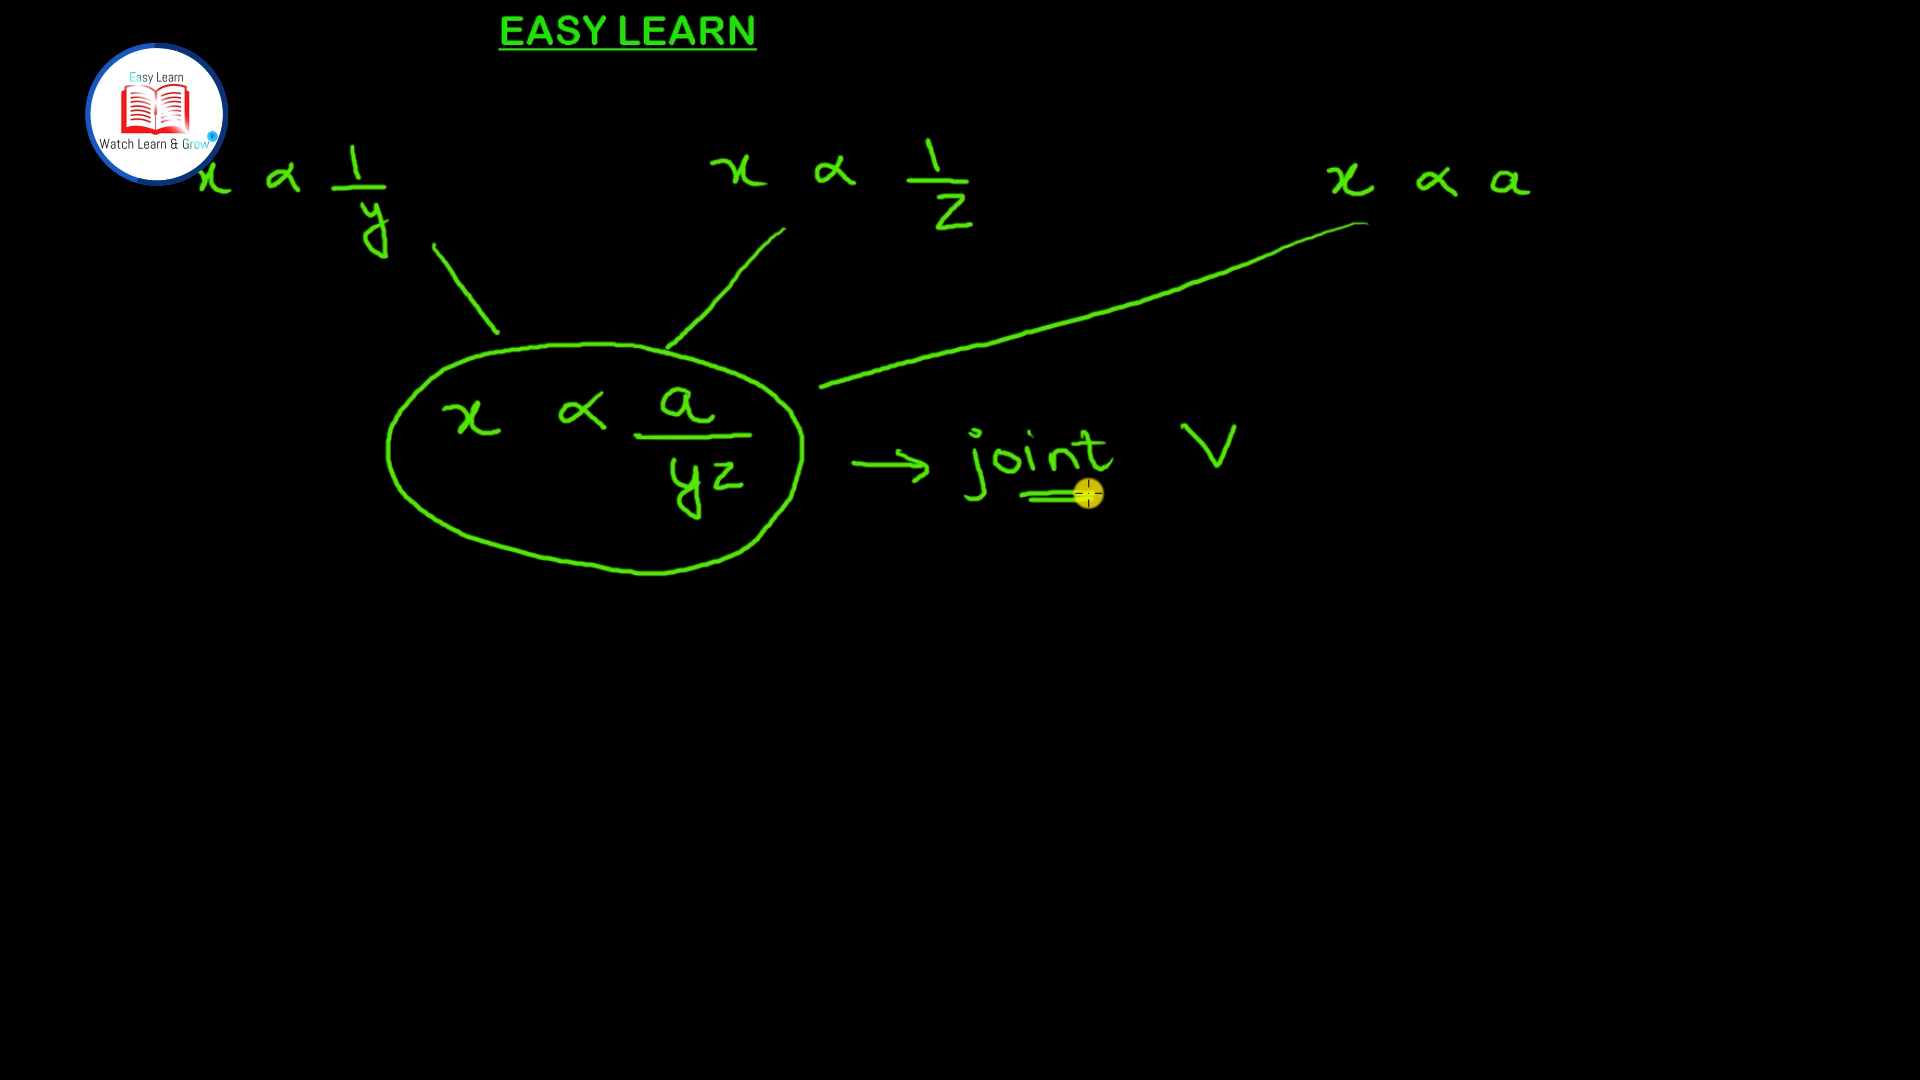 EASY LEARN
Easy Learn
Watch Learn & Grow
x ∝ 1/y
x ∝ 1/z
x ∝ a
x ∝ a/yz → joint V